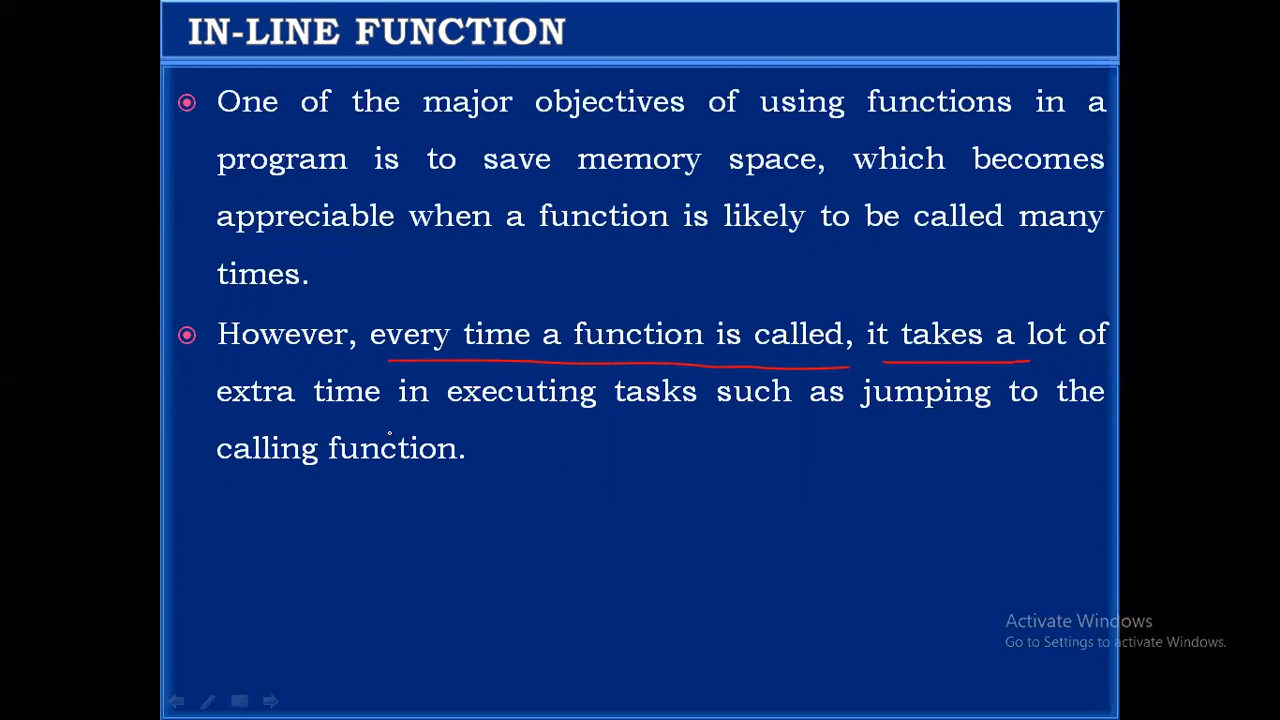 IN-LINE FUNCTION
One of the major objectives of using functions in a
program is to save memory space, which becomes
appreciable when a function is likely to be called many
times.
However, every time a function is called, it takes a lot of
extra time in executing tasks such as jumping to the
calling function.
Activate Windows
Go to Settings to activate Windows.